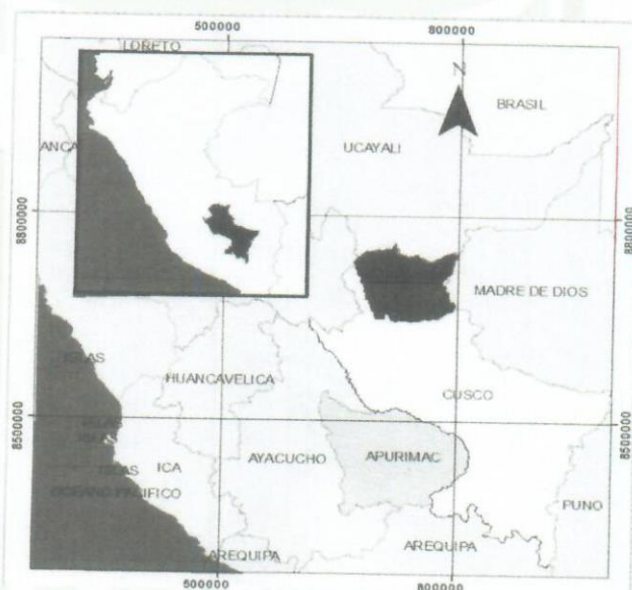 500000 800000
LORETO
N
BRASIL
ANCA
UCAYALI
8800000 8800000
MADRE DE DIOS
ISLAS
HUANCAVELICA
CUSCO
8500000 8500000
ISLAS
ISLAS
AYACUCHO APURIMAC
ISLAS ICA
OCEANO PACIFICO
PUNO
AREQUIPA AREQUIPA
500000 800000